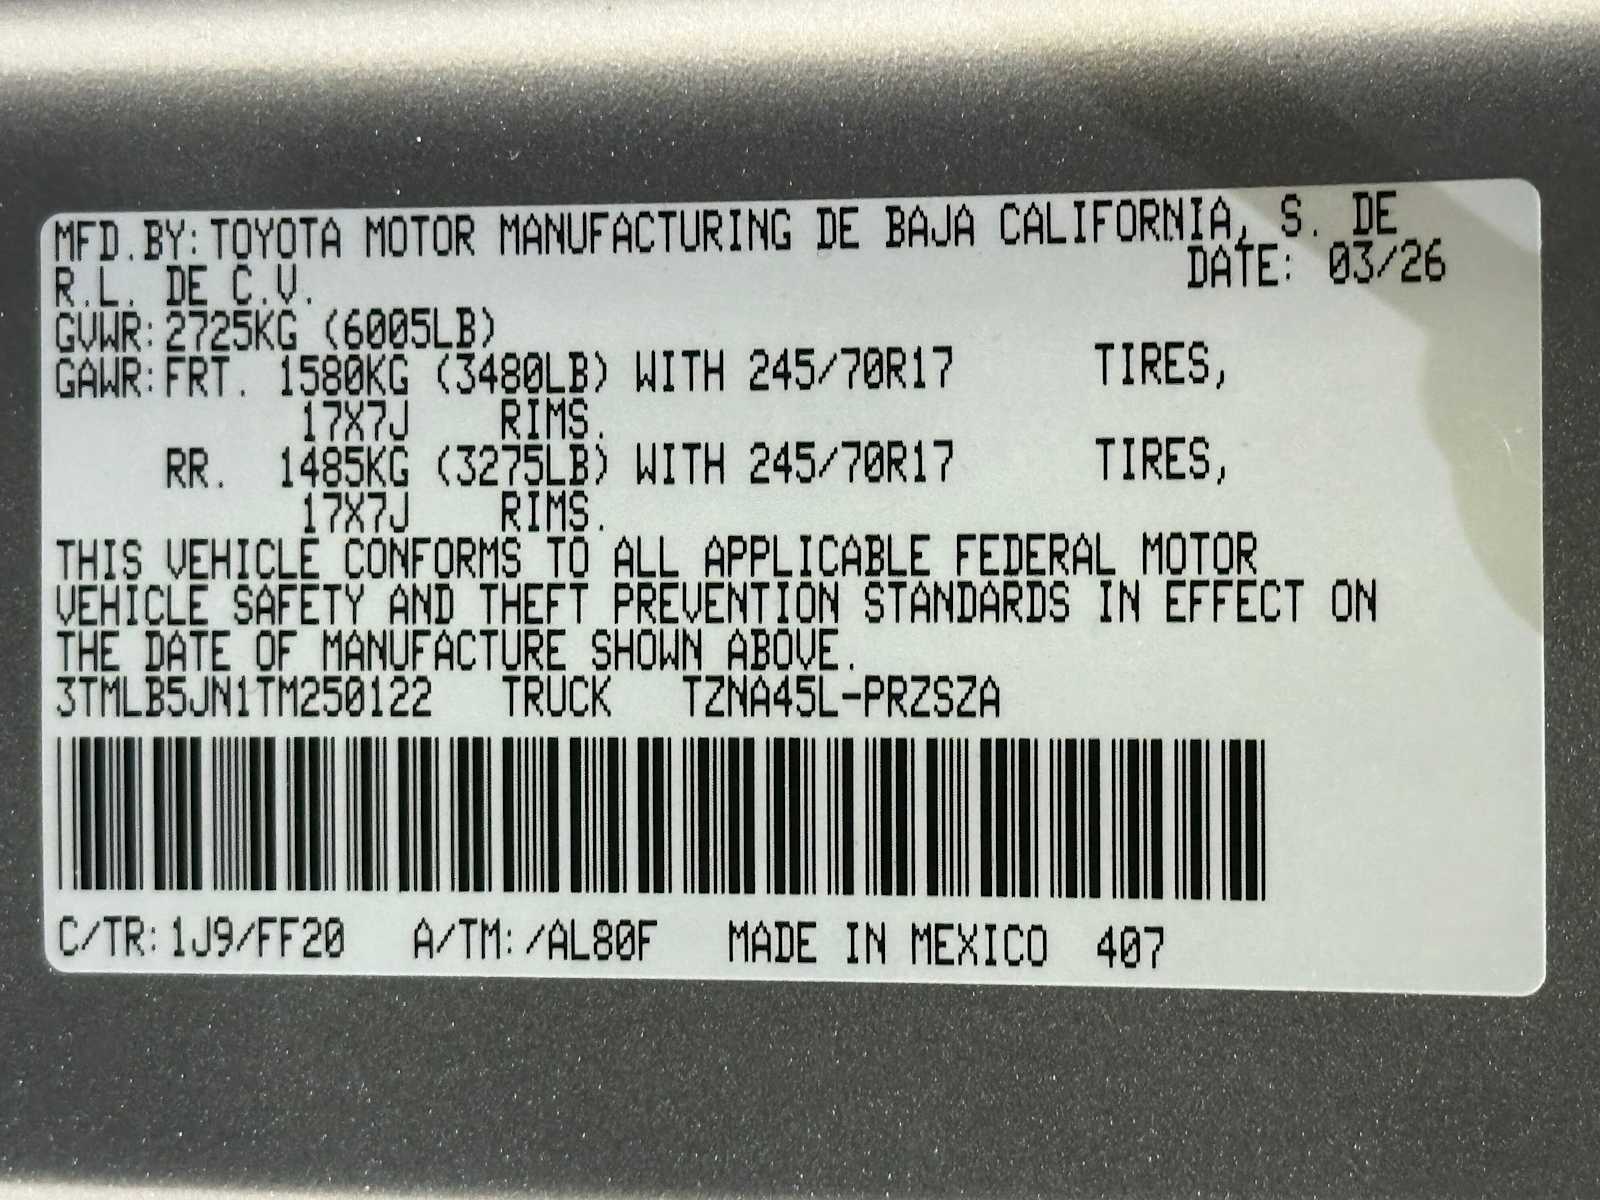 MFD.BY:TOYOTA MOTOR MANUFACTURING DE BAJA CALIFORNIA, S. DE
R.L. DE C.V. DATE: 03/26
GVWR:2725KG (6005LB)
GAWR:FRT. 1580KG (3480LB) WITH 245/70R17 TIRES,
17X7J RIMS.
RR. 1485KG (3275LB) WITH 245/70R17 TIRES,
17X7J RIMS.
THIS VEHICLE CONFORMS TO ALL APPLICABLE FEDERAL MOTOR
VEHICLE SAFETY AND THEFT PREVENTION STANDARDS IN EFFECT ON
THE DATE OF MANUFACTURE SHOWN ABOVE.
3TMLB5JN1TM250122 TRUCK TZNA45L-PRZSZA
C/TR:1J9/FF20 A/TM:/AL80F MADE IN MEXICO 407